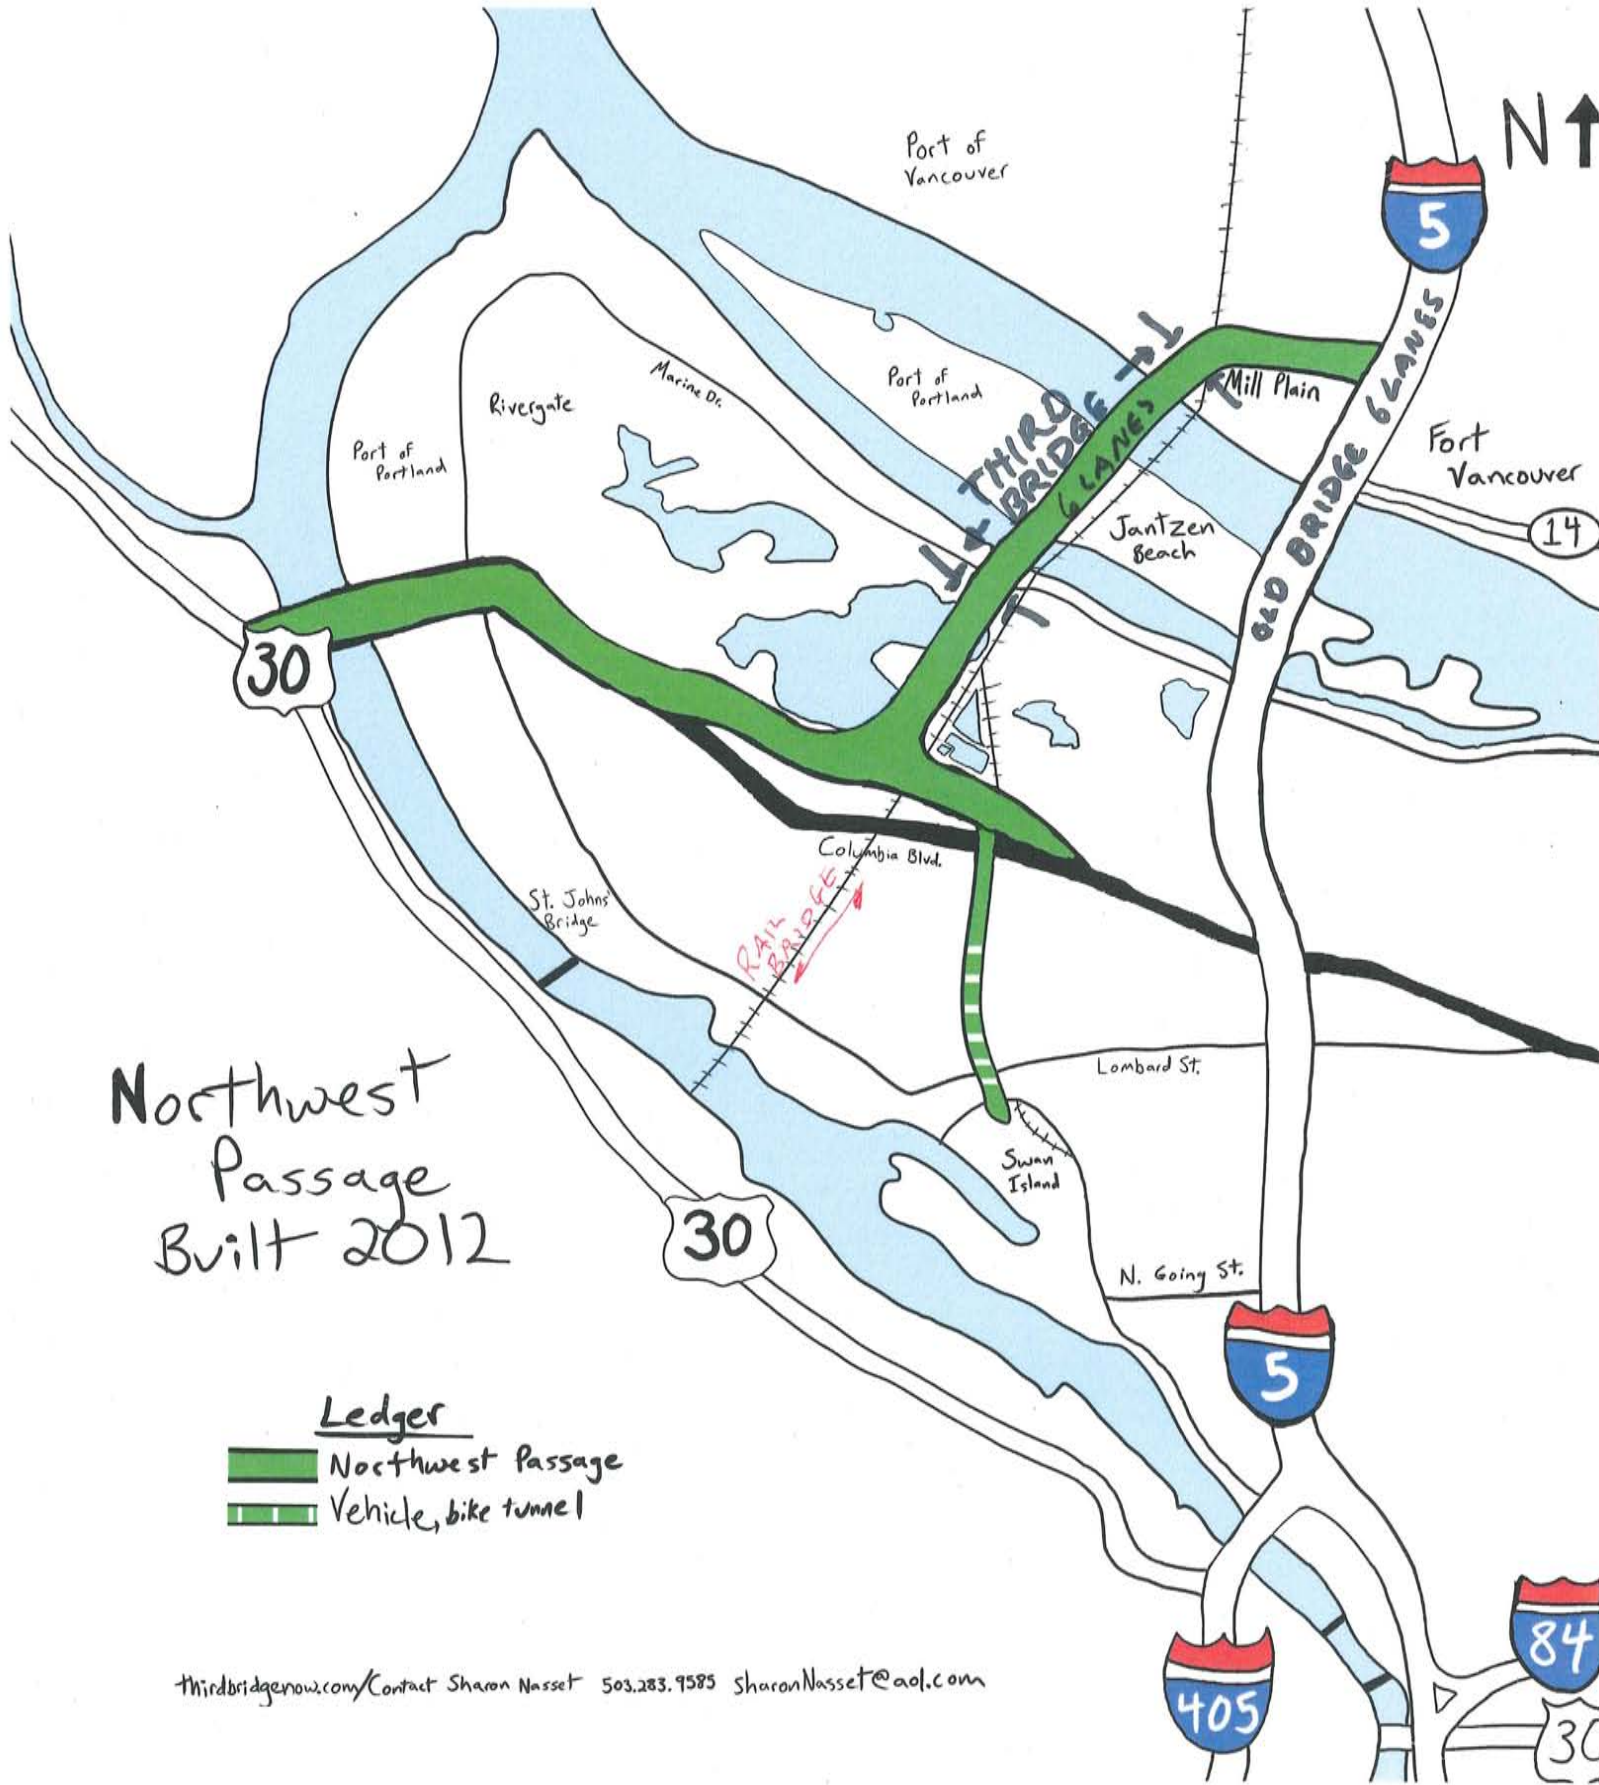 N
Port of
Vancouver
5
Port of
Portland
Mill Plain
THIRD
BRIDGE
6 LANES
OLD BRIDGE 6 LANES
Fort
Vancouver
14
Marine Dr.
Rivergate
Port of
Portland
Jantzen
Beach
30
Columbia Blvd.
RAIL
BRIDGE
St. Johns
Bridge
Lombard St.
Northwest
Passage
Built 2012
Swan
Island
30
N. Going St.
5
Ledger
Northwest Passage
Vehicle, bike tunnel
84
405
30
thirdbridgenow.com/Contact Sharon Nasset 503.283.9585 SharonNasset@aol.com